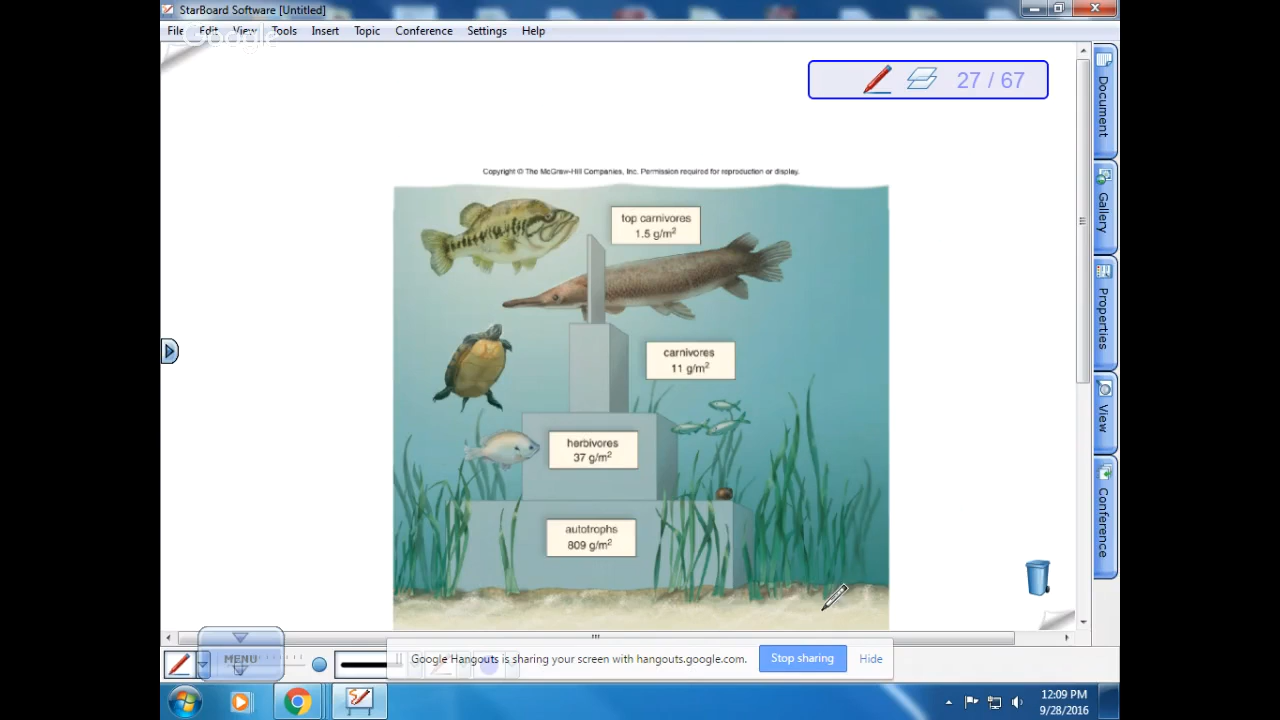 StarBoard Software [Untitled]
File Edit View Tools Insert Topic Conference Settings Help
Google
27 / 67
Document
Gallery
Properties
View
Conference
Copyright © The McGraw-Hill Companies, Inc. Permission required for reproduction or display.
top carnivores
1.5 g/m²
carnivores
11 g/m²
herbivores
37 g/m²
autotrophs
809 g/m²
MENU
Google Hangouts is sharing your screen with hangouts.google.com.
Stop sharing
Hide
12:09 PM
9/28/2016